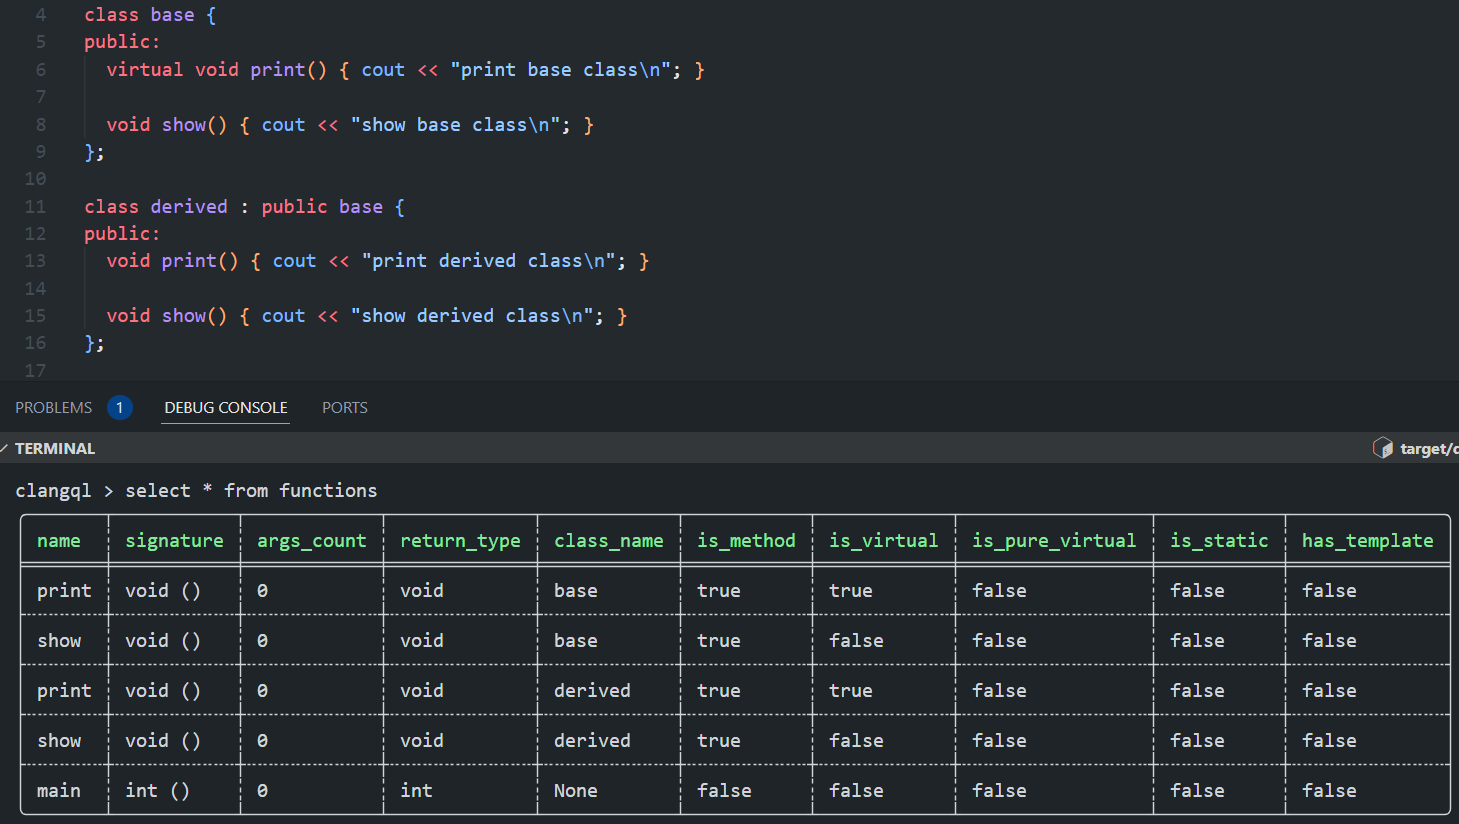 4 class base {
5 public:
6 virtual void print() { cout << "print base class\n"; }
7
8 void show() { cout << "show base class\n"; }
9 };
10
11 class derived : public base {
12 public:
13 void print() { cout << "print derived class\n"; }
14
15 void show() { cout << "show derived class\n"; }
16 };
17
PROBLEMS 1 DEBUG CONSOLE PORTS
TERMINAL target/
clangql > select * from functions
name signature args_count return_type class_name is_method is_virtual is_pure_virtual is_static has_template
print void () 0 void base true true false false false
show void () 0 void base true false false false false
print void () 0 void derived true true false false false
show void () 0 void derived true false false false false
main int () 0 int None false false false false false